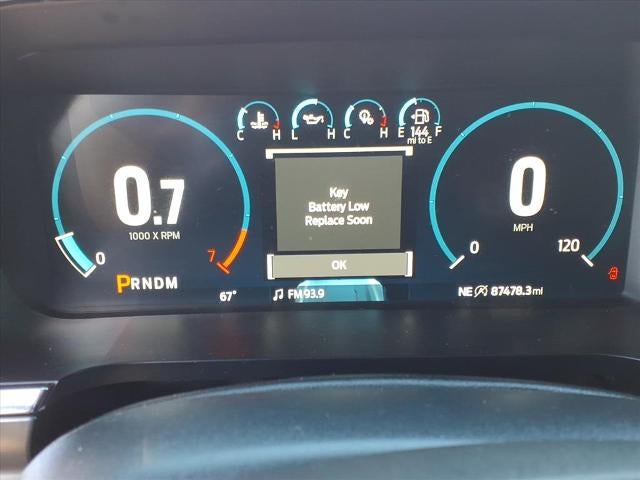 C H L H C H E 144 F
mi to E
0.7
1000 X RPM
0 7
PRNDM
67°
Key
Battery Low
Replace Soon
OK
FM 93.9
0
MPH
0 120
NE 87478.3 mi